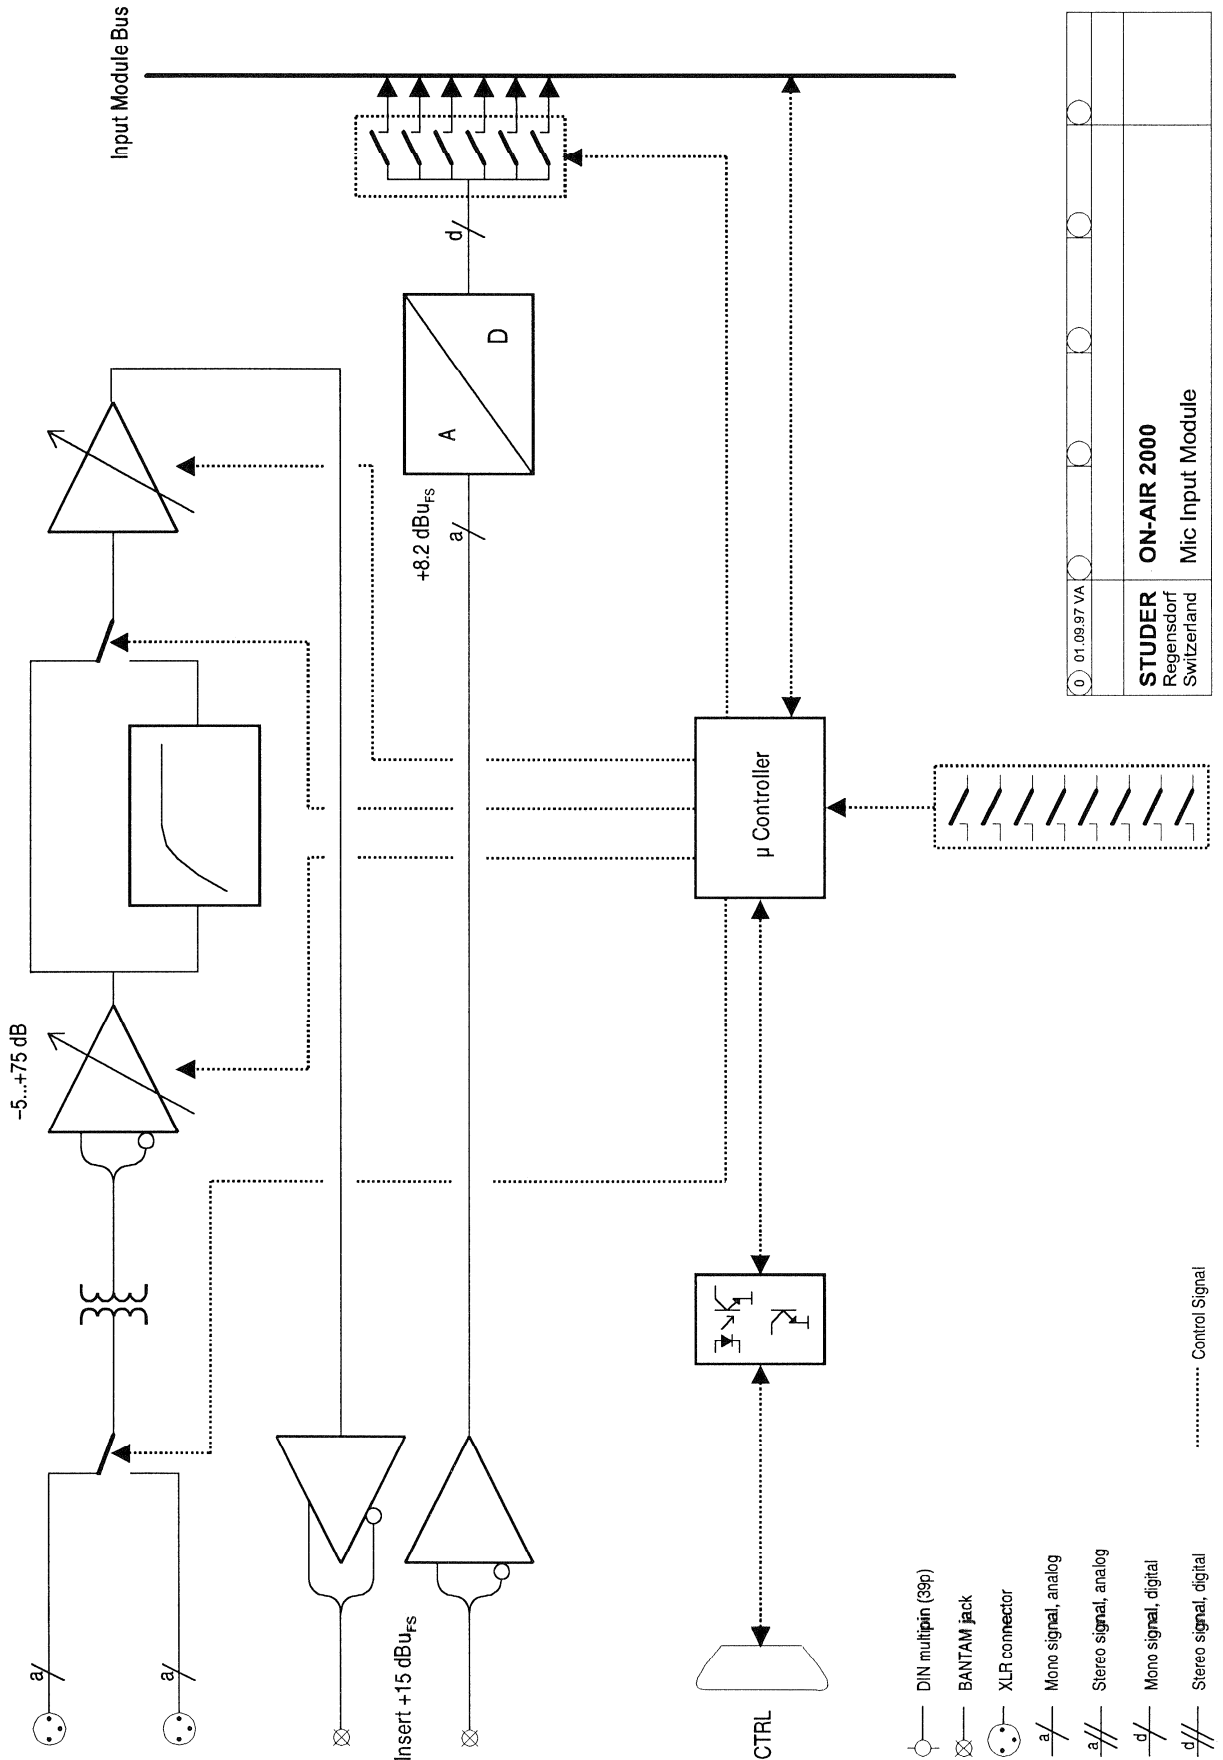 Input Module Bus
–5...+75 dB
a
a
d
A
D
+8.2 dBuFS
a
Insert +15 dBuFS
µ Controller
CTRL
DIN multipin (39p)
BANTAM jack
XLR connector
a
Mono signal, analog
a
Stereo signal, analog
d
Mono signal, digital
d
Stereo signal, digital
Control Signal
0
01.09.97 VA
STUDER
Regensdorf
Switzerland
ON-AIR 2000
Mic Input Module